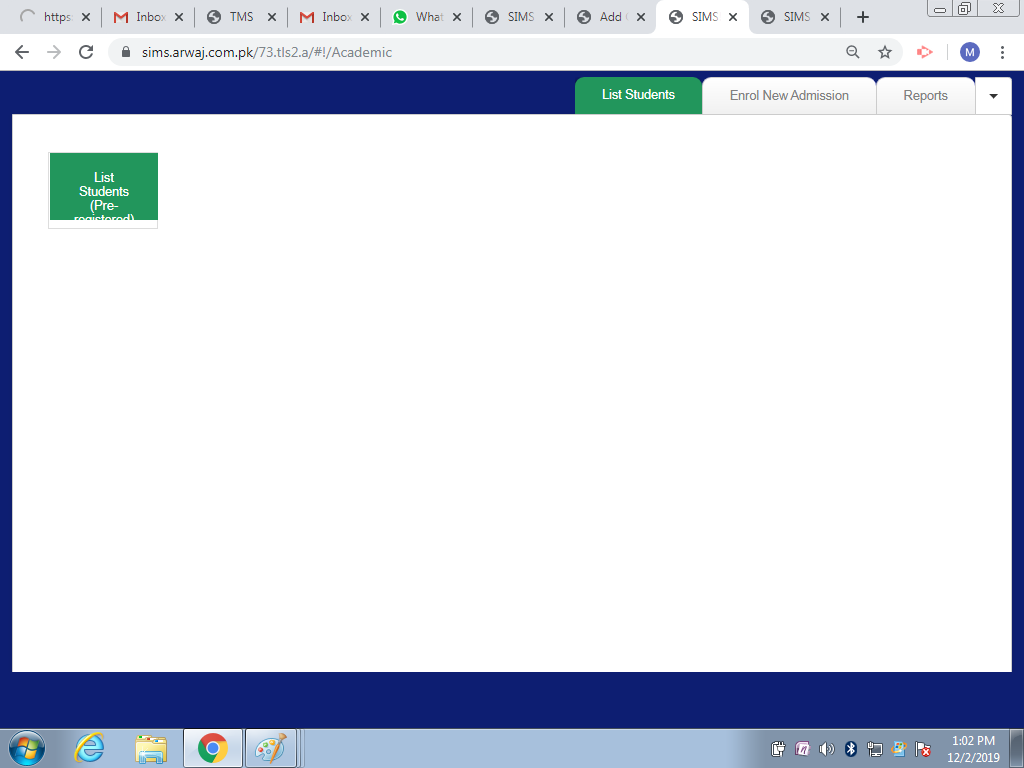 https:
Inbox
TMS
Inbox
What
SIMS
Add
SIMS
SIMS
sims.arwaj.com.pk/73.tls2.a/#!/Academic
M
List Students
Enrol New Admission
Reports
List
Students
(Pre-
registered)
1:02 PM
12/2/2019